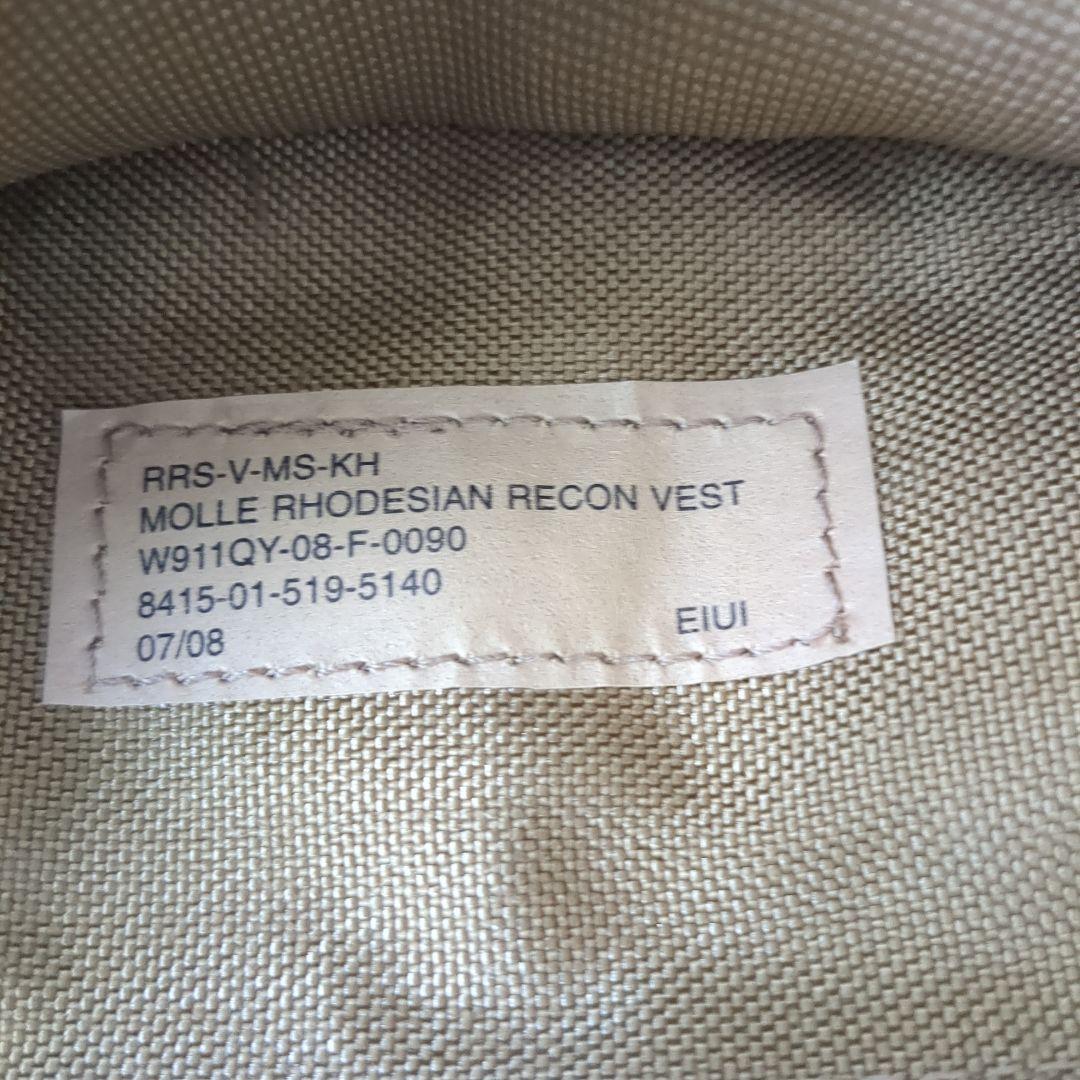 RRS-V-MS-KH
MOLLE RHODESIAN RECON VEST
W911QY-08-F-0090
8415-01-519-5140
07/08 EIUI